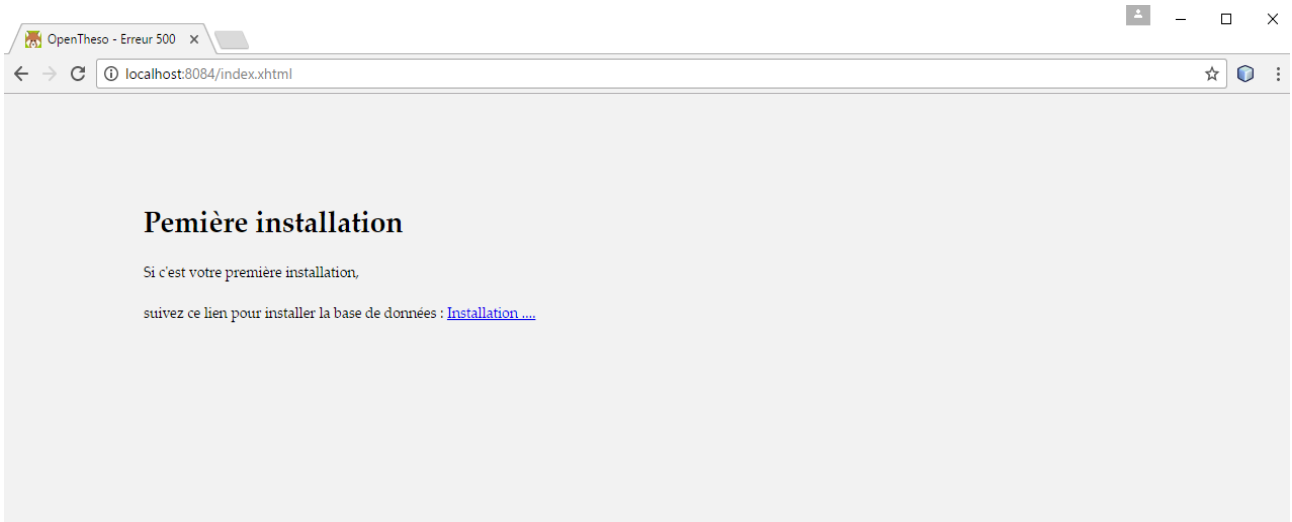 OpenTheso - Erreur 500
localhost:8084/index.xhtml
Pemière installation
Si c'est votre première installation,
suivez ce lien pour installer la base de données : Installation ....